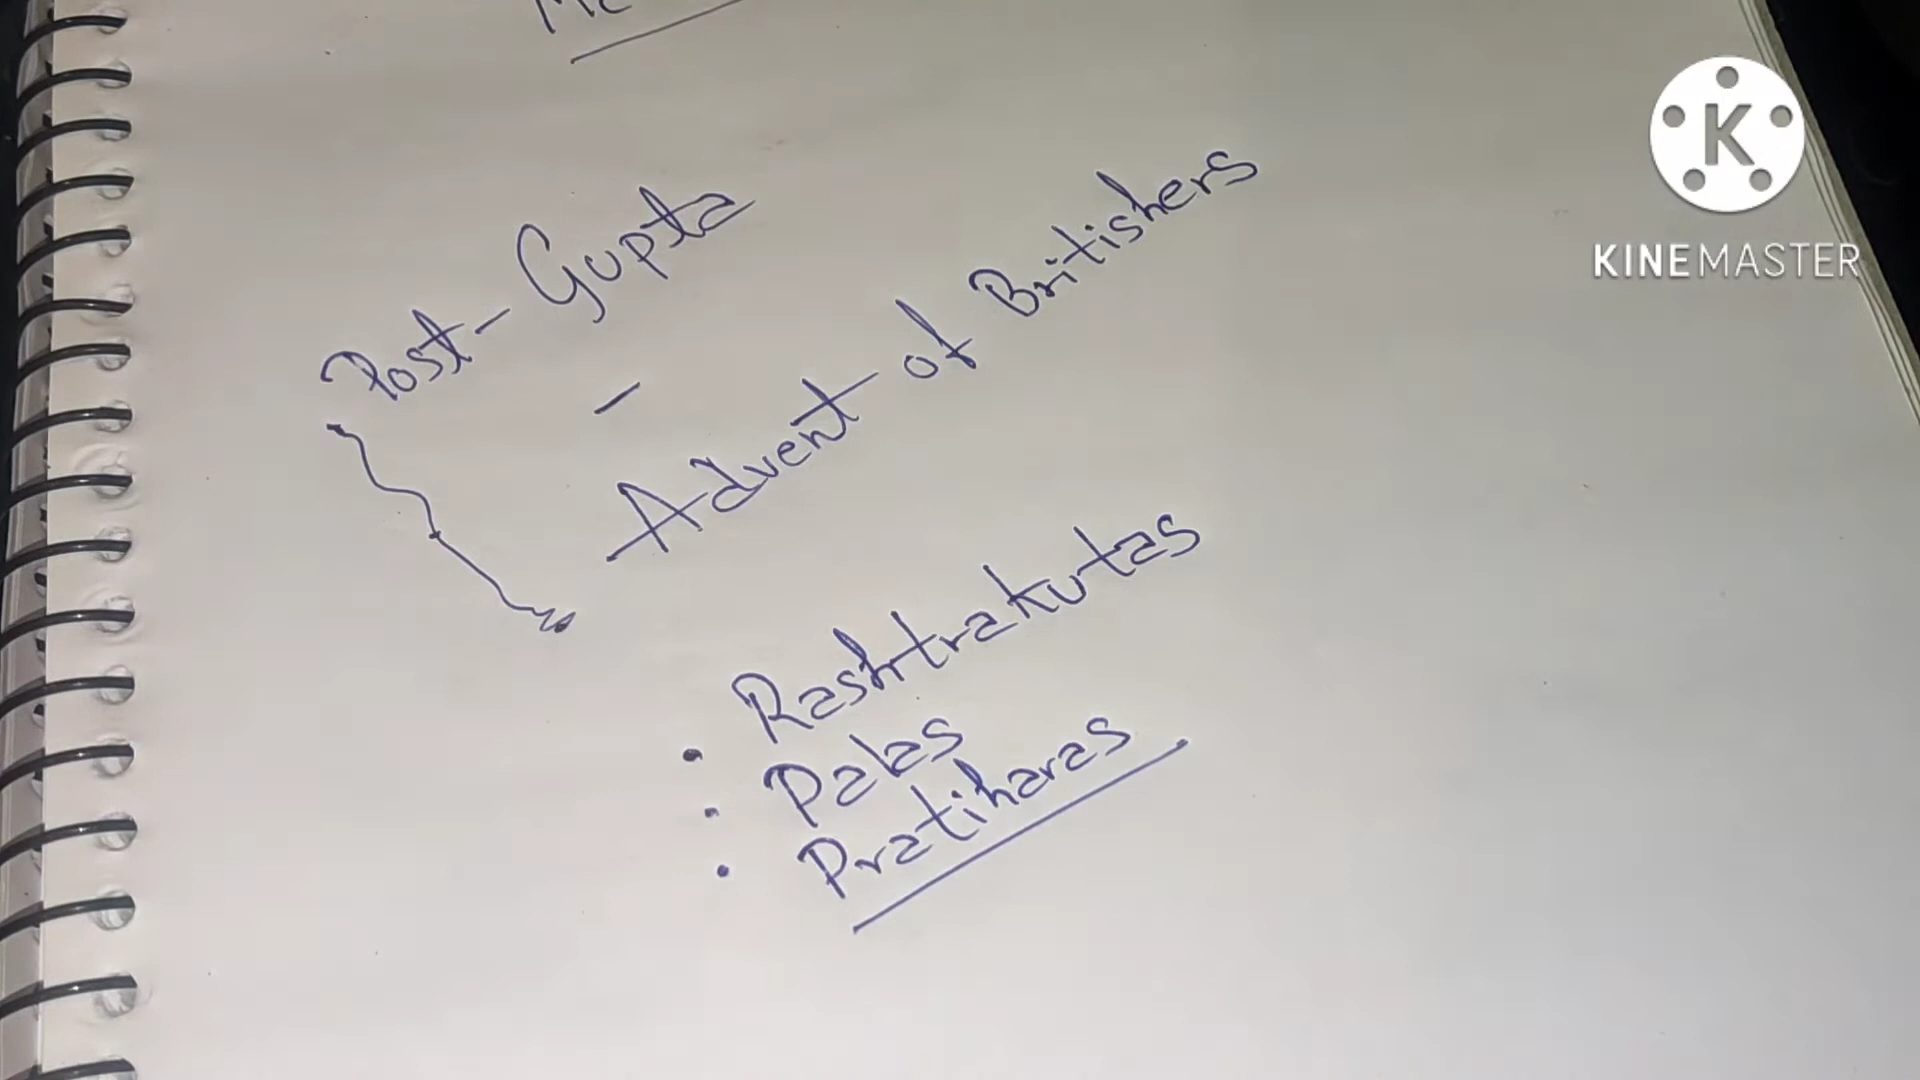 Post-Gupta
-
Advent of Britishers
• Rashtrakutas
• Palas
• Pratiharas
K
KINEMASTER